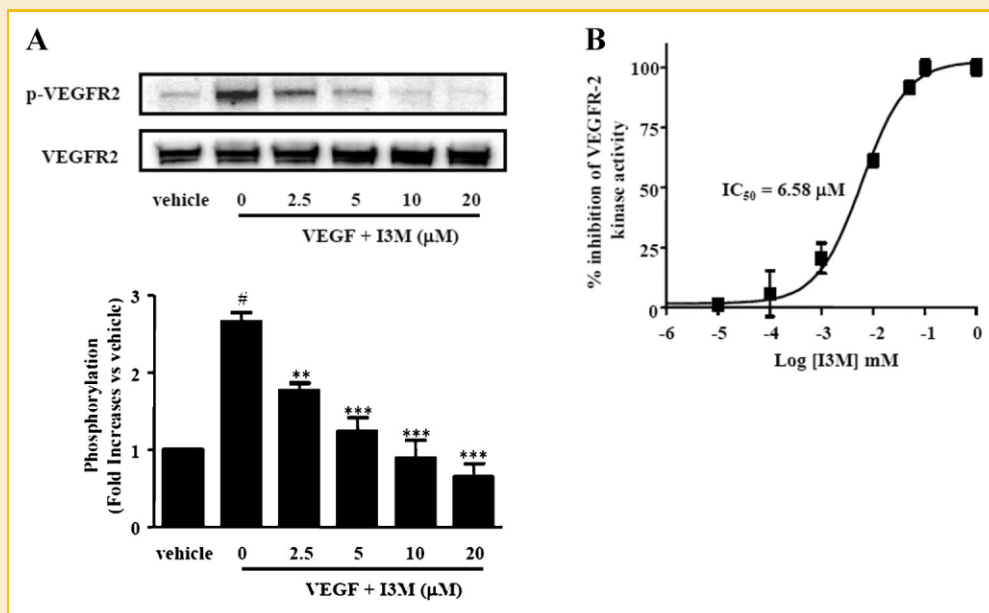 A
p-VEGFR2
VEGFR2
vehicle 0 2.5 5 10 20
VEGF + I3M (μM)
Phosphorylation
(Fold Increases vs vehicle)
3
2
1
0
#
**
***
***
***
vehicle 0 2.5 5 10 20
VEGF + I3M (μM)
B
% inhibition of VEGFR-2
kinase activity
100
75
50
25
0
IC50 = 6.58 μM
-6 -5 -4 -3 -2 -1 0
Log [I3M] mM